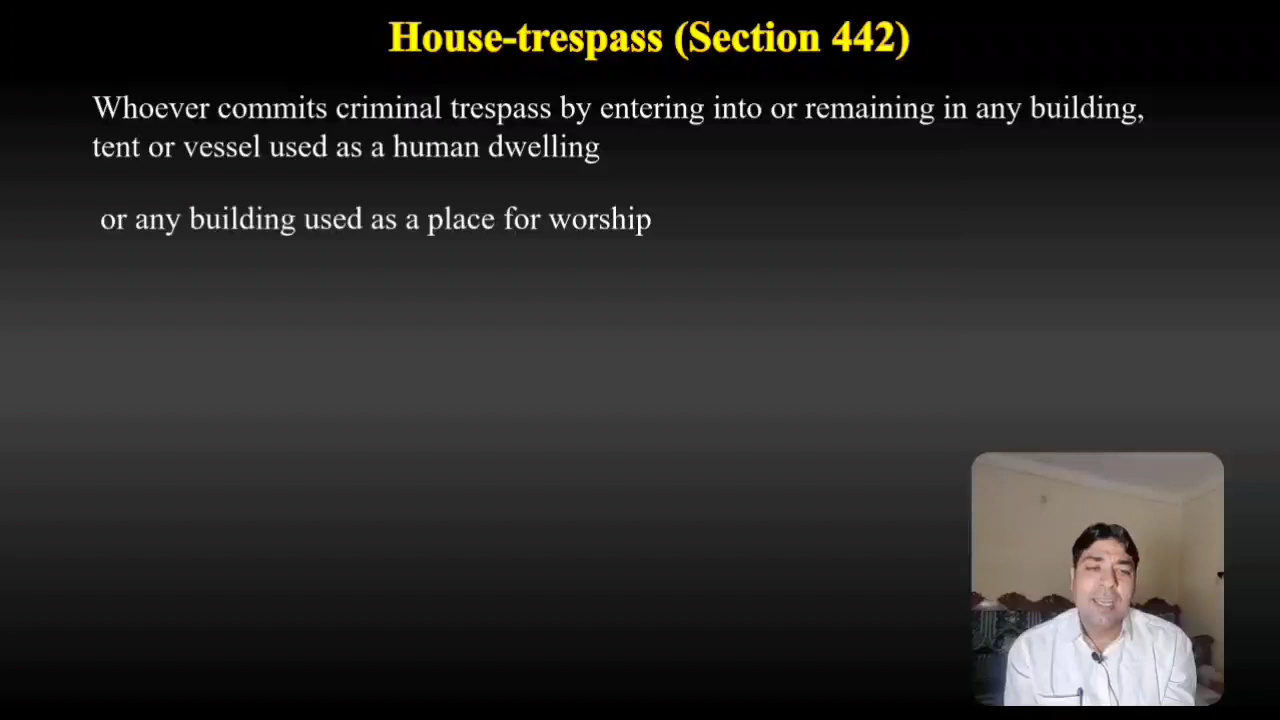 House-trespass (Section 442)
Whoever commits criminal trespass by entering into or remaining in any building,
tent or vessel used as a human dwelling
or any building used as a place for worship